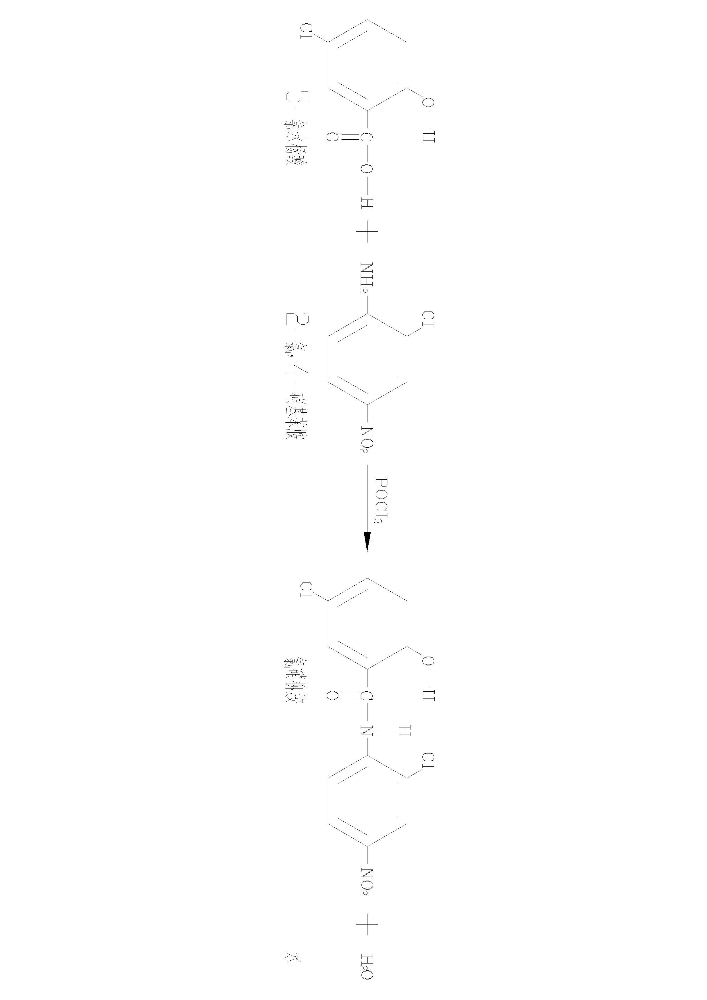 O—H Cl O—H Cl
H
POCl₃
C—O—H + NH₂ NO₂ C—N NO₂ + H₂O
O O
Cl Cl
5-氯水杨酸 2-氯,4-硝基苯胺 氯硝柳胺 水